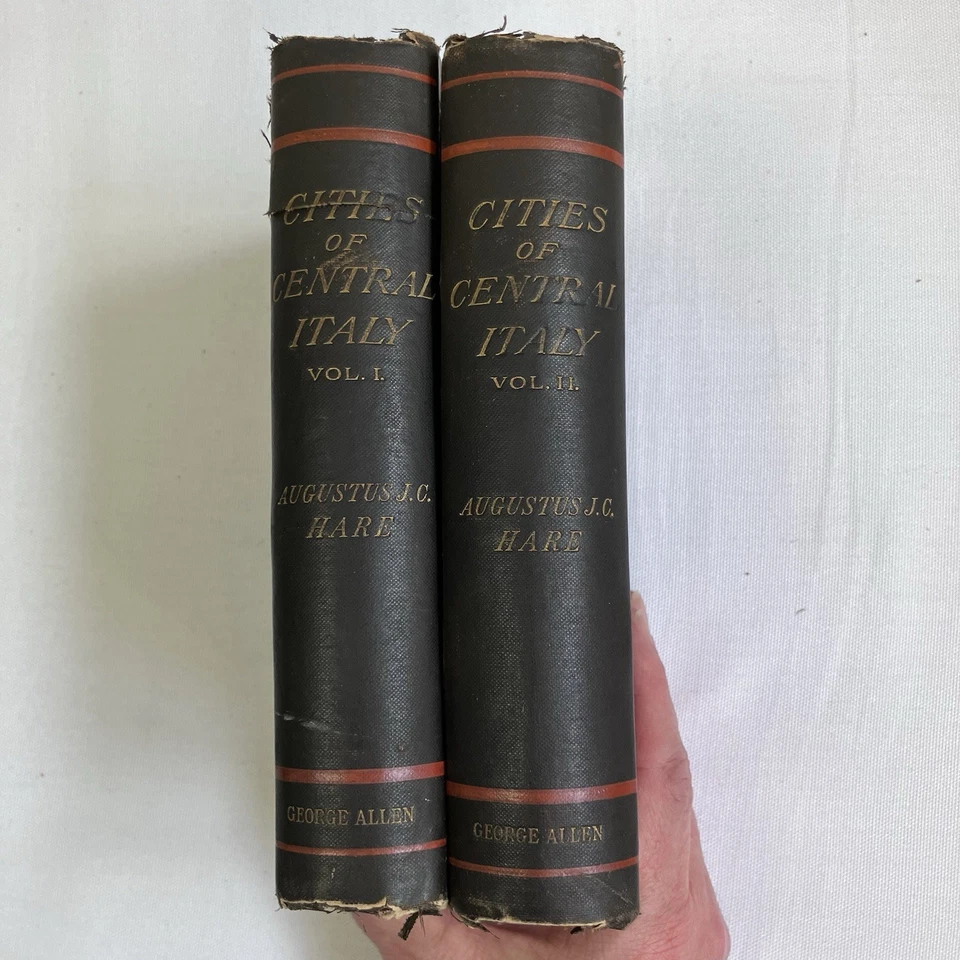 CITIES
OF
CENTRAL
ITALY
VOL. I.
AUGUSTUS J.C.
HARE
GEORGE ALLEN
CITIES
OF
CENTRAL
ITALY
VOL. II.
AUGUSTUS J.C.
HARE
GEORGE ALLEN